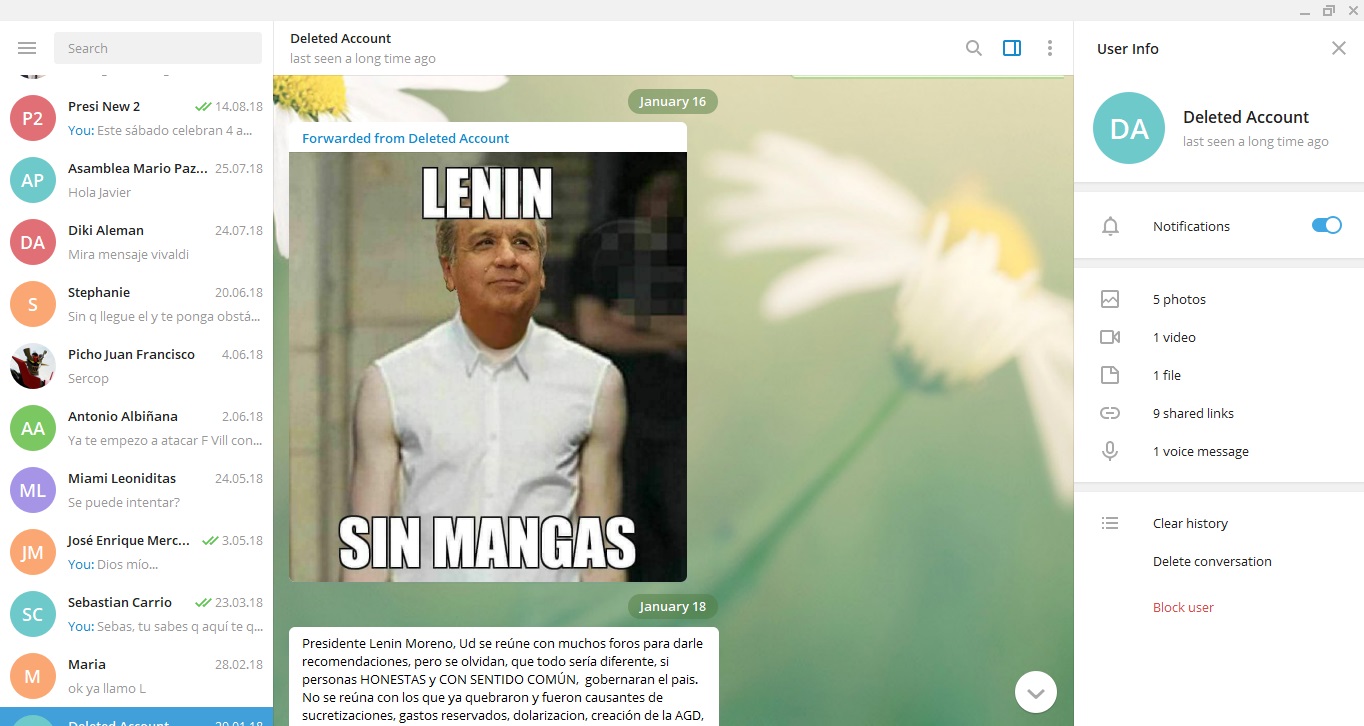 Search
Presi New 2
14.08.18
You: Este sábado celebran 4 a...
Asamblea Mario Paz...
25.07.18
Hola Javier
Diki Aleman
24.07.18
Mira mensaje vivaldi
Stephanie
20.06.18
Sin q llegue el y te ponga obstá...
Picho Juan Francisco
4.06.18
Sercop
Antonio Albiñana
2.06.18
Ya te empezo a atacar F Vill con...
Miami Leoniditas
24.05.18
Se puede intentar?
José Enrique Merc...
3.05.18
You: Dios mío...
Sebastian Carrio
23.03.18
You: Sebas, tu sabes q aquí te q...
Maria
28.02.18
ok ya llamo L
Deleted Account
P2
AP
DA
S
AA
ML
JM
SC
M
Deleted Account
last seen a long time ago
January 16
Forwarded from Deleted Account
LENIN
SIN MANGAS
January 18
Presidente Lenin Moreno, Ud se reúne con muchos foros para darle
recomendaciones, pero se olvidan, que todo sería diferente, si
personas HONESTAS y CON SENTIDO COMÚN, gobernaran el pais.
No se reúna con los que ya quebraron y fueron causantes de
sucretizaciones, gastos reservados, dolarizacion, creación de la AGD,
User Info
DA
Deleted Account
last seen a long time ago
Notifications
5 photos
1 video
1 file
9 shared links
1 voice message
Clear history
Delete conversation
Block user